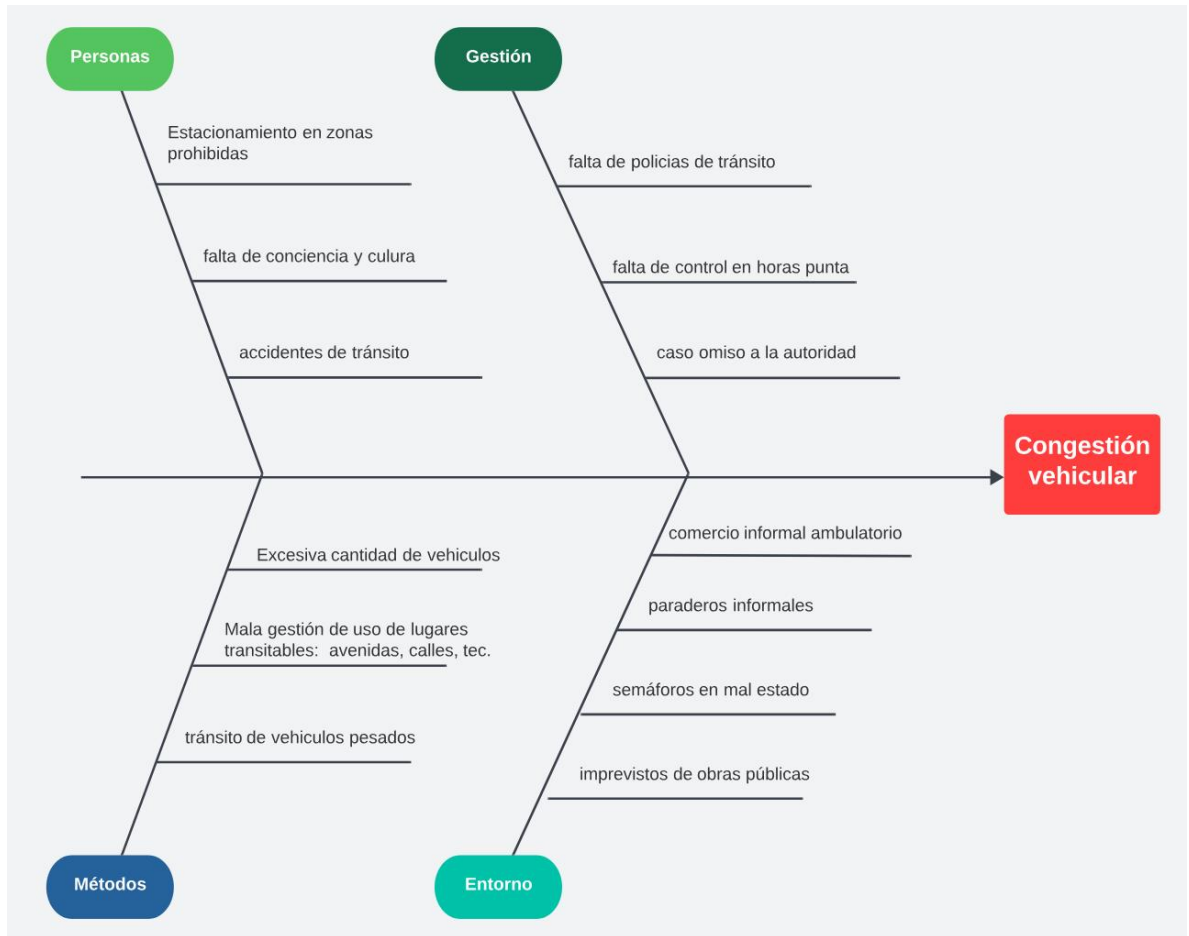 Personas
Estacionamiento en zonas
prohibidas
falta de conciencia y culura
accidentes de tránsito
Gestión
falta de policias de tránsito
falta de control en horas punta
caso omiso a la autoridad
Congestión
vehicular
Excesiva cantidad de vehiculos
Mala gestión de uso de lugares
transitables:  avenidas, calles, tec.
tránsito de vehiculos pesados
Métodos
comercio informal ambulatorio
paraderos informales
semáforos en mal estado
imprevistos de obras públicas
Entorno